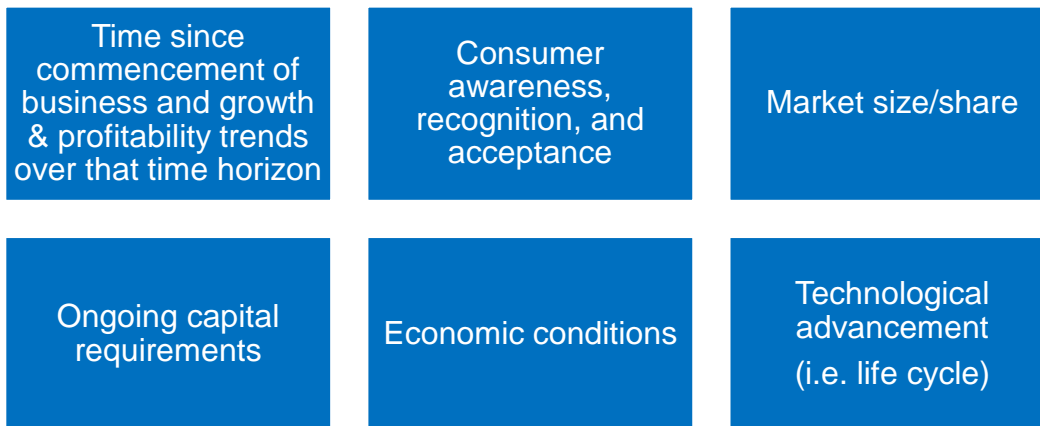 Time since
commencement of
business and growth
& profitability trends
over that time horizon
Consumer
awareness,
recognition, and
acceptance
Market size/share
Ongoing capital
requirements
Economic conditions
Technological
advancement
(i.e. life cycle)